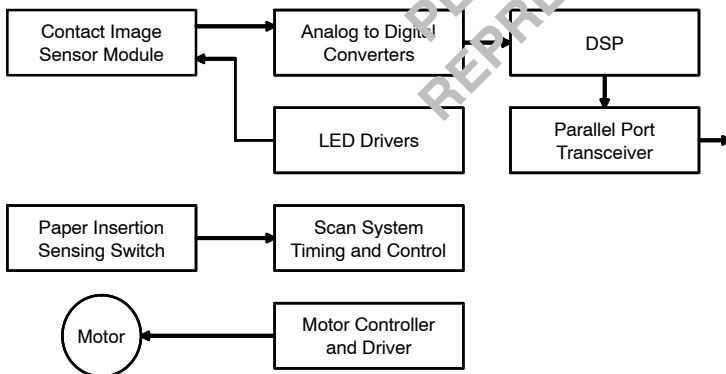 Contact Image
Sensor Module
Analog to Digital
Converters
DSP
LED Drivers
Parallel Port
Transceiver
Paper Insertion
Sensing Switch
Scan System
Timing and Control
Motor
Motor Controller
and Driver